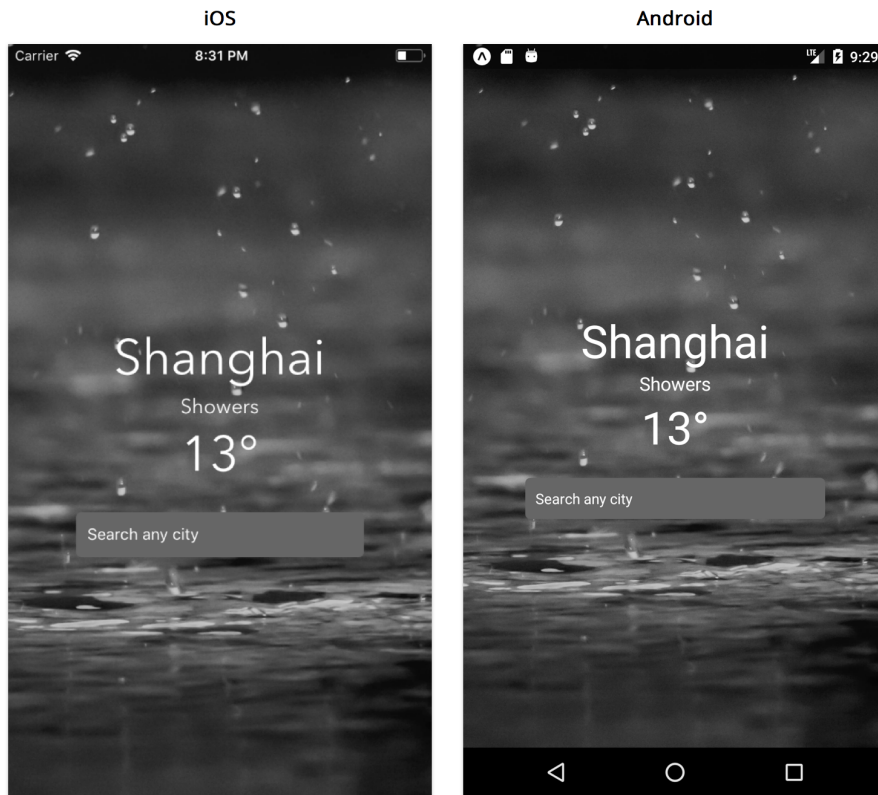 iOS
Carrier
8:31 PM
Shanghai
Showers
13°
Search any city
Android
LTE
9:29
Shanghai
Showers
13°
Search any city